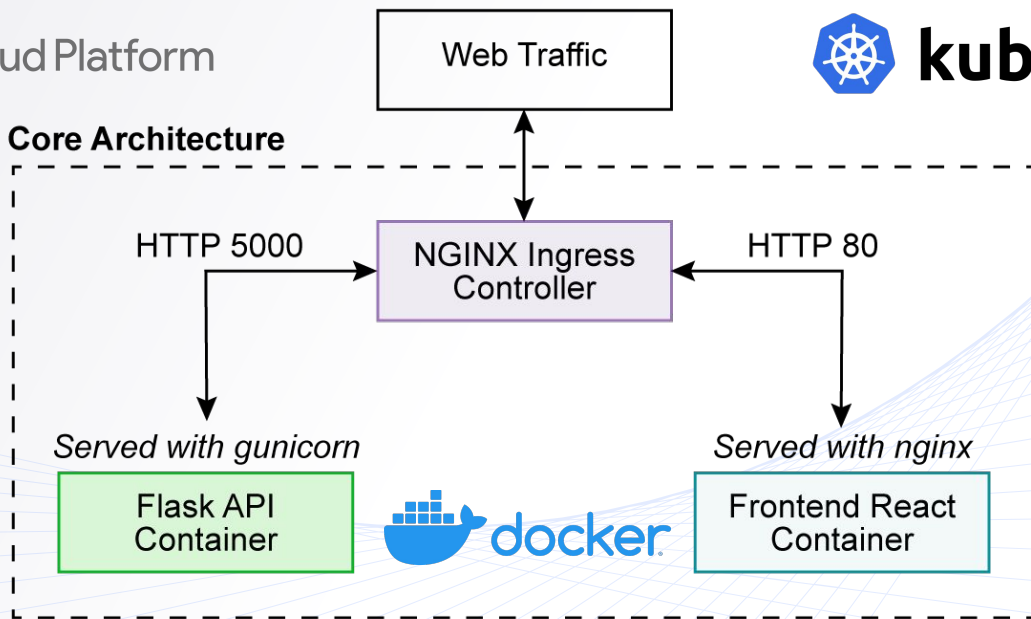 ud Platform
Web Traffic
kub
Core Architecture
HTTP 5000
NGINX Ingress
Controller
HTTP 80
Served with gunicorn
Served with nginx
Flask API
Container
docker
Frontend React
Container